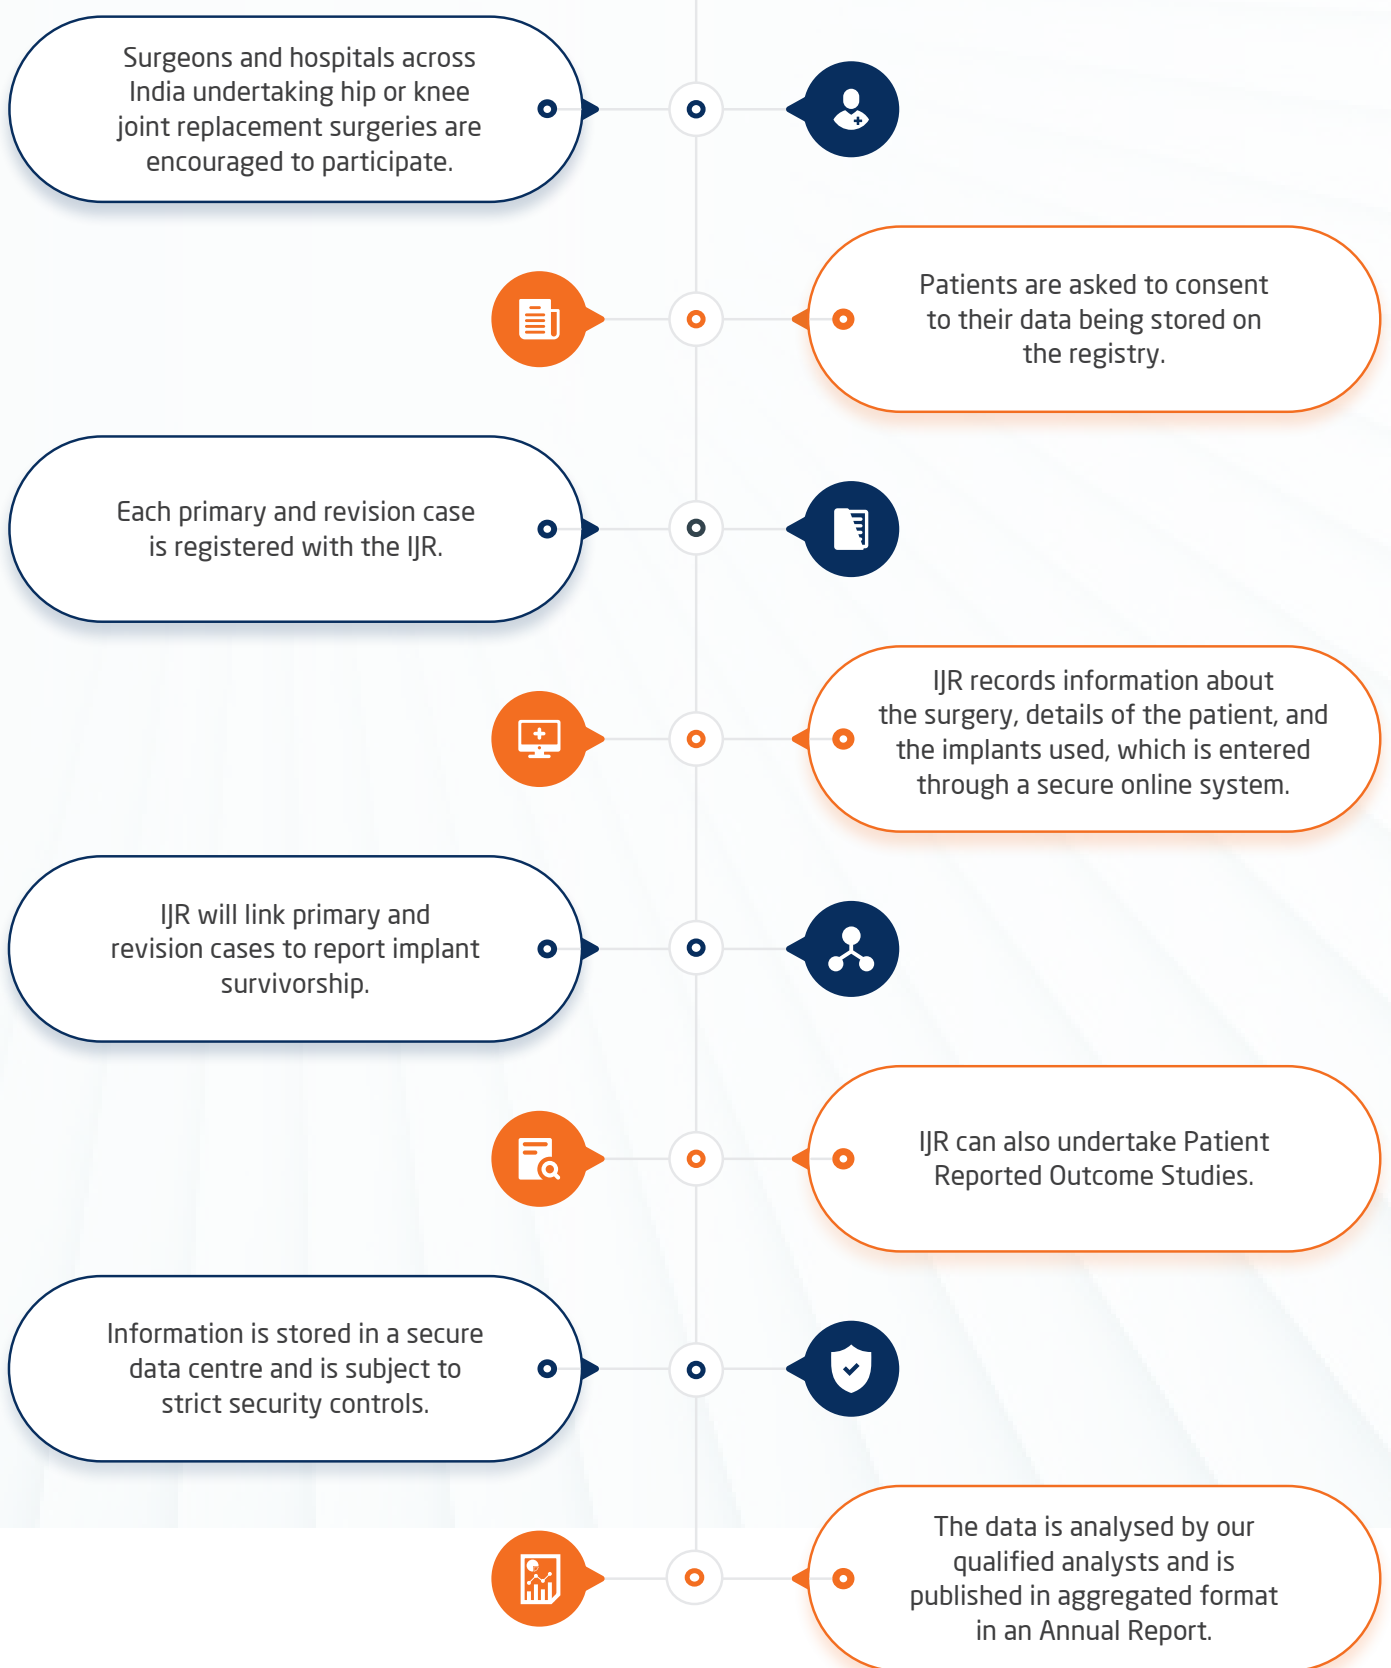 Surgeons and hospitals across
India undertaking hip or knee
joint replacement surgeries are
encouraged to participate.
Patients are asked to consent
to their data being stored on
the registry.
Each primary and revision case
is registered with the IJR.
IJR records information about
the surgery, details of the patient, and
the implants used, which is entered
through a secure online system.
IJR will link primary and
revision cases to report implant
survivorship.
IJR can also undertake Patient
Reported Outcome Studies.
Information is stored in a secure
data centre and is subject to
strict security controls.
The data is analysed by our
qualified analysts and is
published in aggregated format
in an Annual Report.